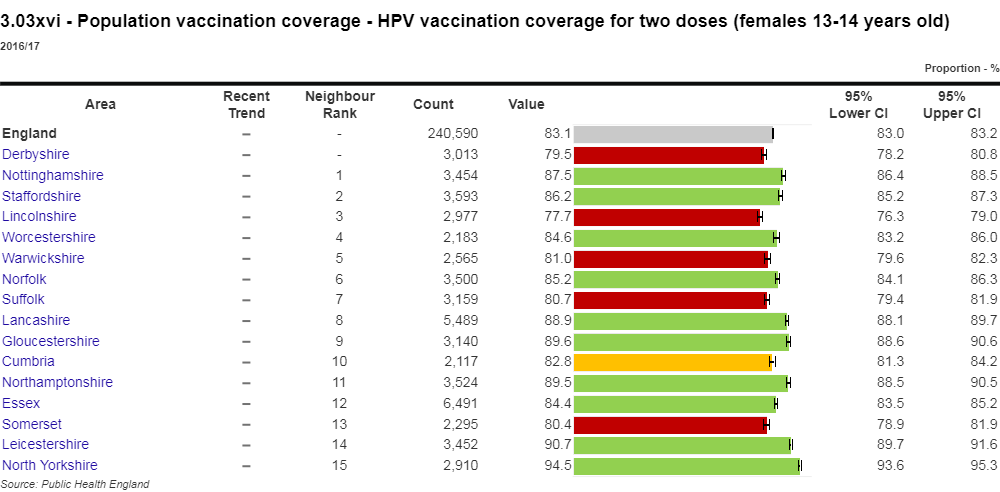 3.03xvi - Population vaccination coverage - HPV vaccination coverage for two doses (females 13-14 years old)
2016/17
Proportion - %
Area Recent Trend Neighbour Rank Count Value 95% Lower CI 95% Upper CI
England – - 240,590 83.1 83.0 83.2
Derbyshire – - 3,013 79.5 78.2 80.8
Nottinghamshire – 1 3,454 87.5 86.4 88.5
Staffordshire – 2 3,593 86.2 85.2 87.3
Lincolnshire – 3 2,977 77.7 76.3 79.0
Worcestershire – 4 2,183 84.6 83.2 86.0
Warwickshire – 5 2,565 81.0 79.6 82.3
Norfolk – 6 3,500 85.2 84.1 86.3
Suffolk – 7 3,159 80.7 79.4 81.9
Lancashire – 8 5,489 88.9 88.1 89.7
Gloucestershire – 9 3,140 89.6 88.6 90.6
Cumbria – 10 2,117 82.8 81.3 84.2
Northamptonshire – 11 3,524 89.5 88.5 90.5
Essex – 12 6,491 84.4 83.5 85.2
Somerset – 13 2,295 80.4 78.9 81.9
Leicestershire – 14 3,452 90.7 89.7 91.6
North Yorkshire – 15 2,910 94.5 93.6 95.3
Source: Public Health England